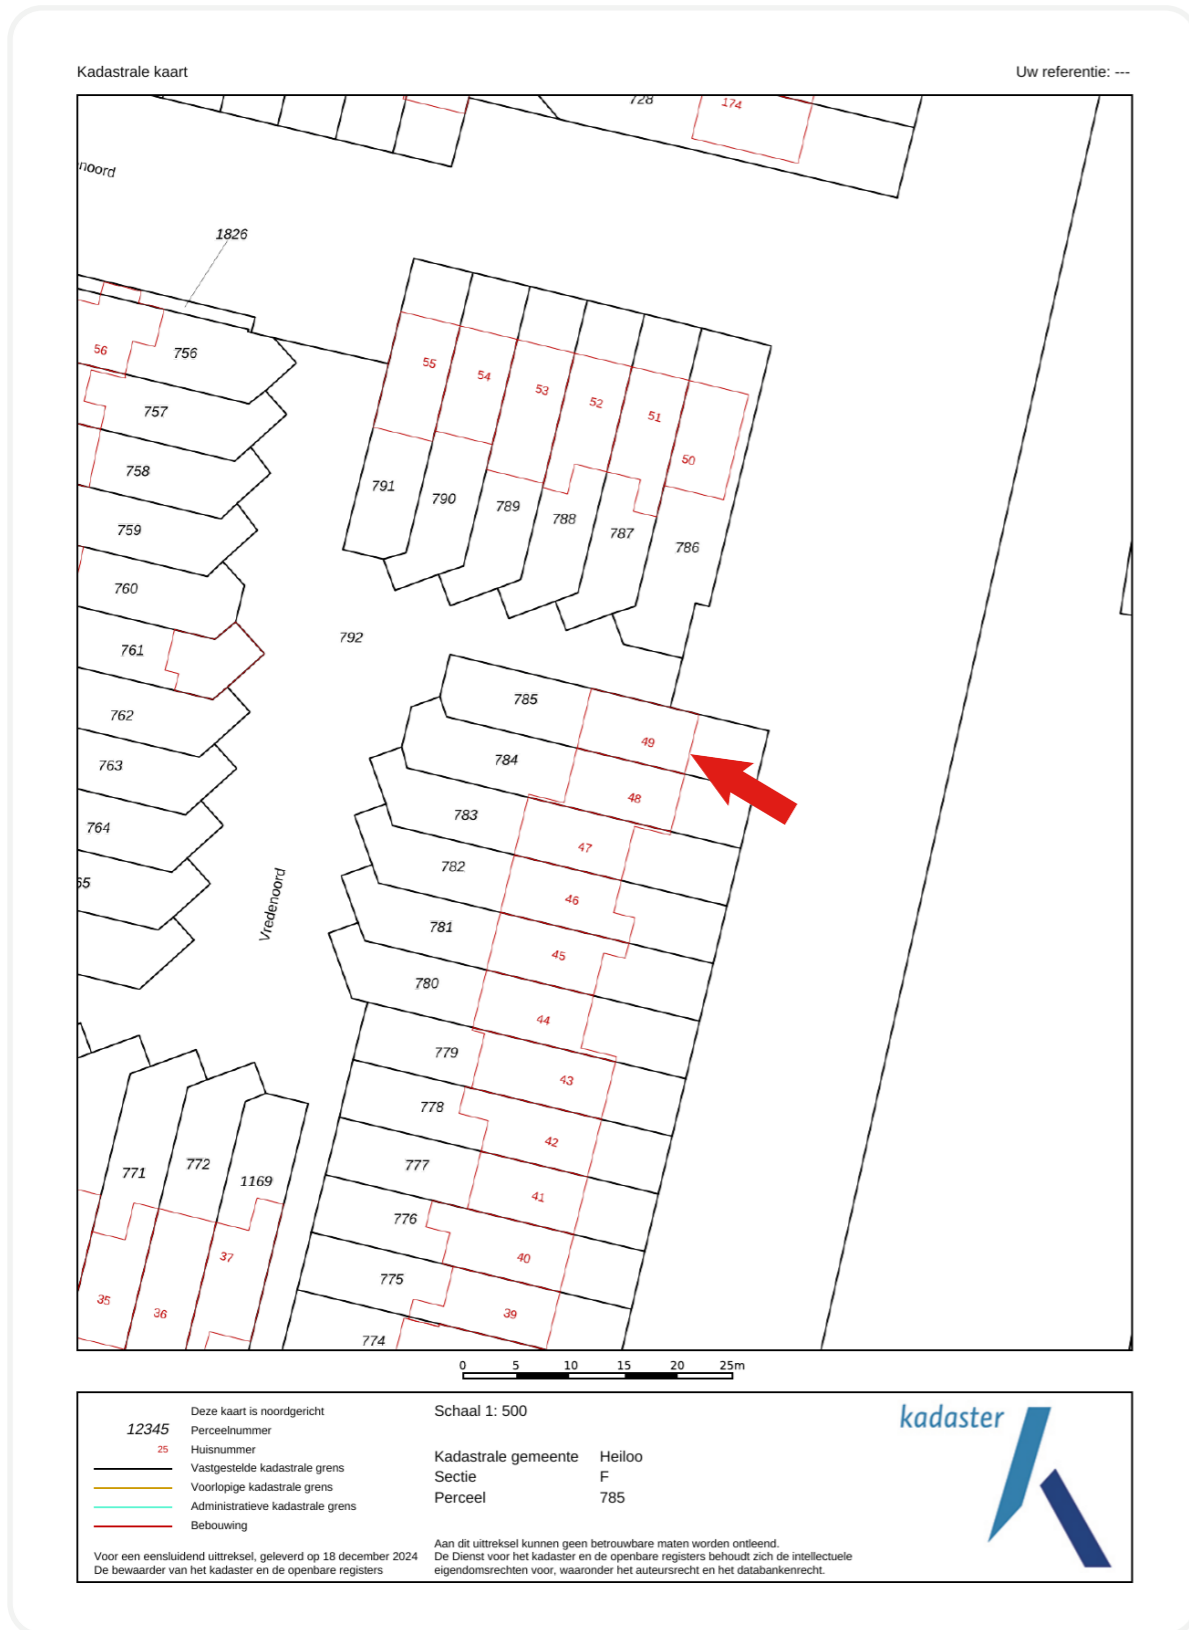 Kadastrale kaart
Uw referentie: ---
728
174
noord
1826
56
756
757
758
759
760
761
762
763
764
65
55
54
53
52
51
50
791
790
789
788
787
786
792
785
49
784
48
783
47
782
46
781
45
780
44
Vredenoord
779
43
778
42
777
41
776
40
775
39
774
771
772
1169
37
35
36
0 5 10 15 20 25m
Deze kaart is noordgericht
12345 Perceelnummer
25 Huisnummer
Vastgestelde kadastrale grens
Voorlopige kadastrale grens
Administratieve kadastrale grens
Bebouwing
Voor een eensluidend uittreksel, geleverd op 18 december 2024
De bewaarder van het kadaster en de openbare registers
Schaal 1: 500
Kadastrale gemeente Heiloo
Sectie F
Perceel 785
Aan dit uittreksel kunnen geen betrouwbare maten worden ontleend.
De Dienst voor het kadaster en de openbare registers behoudt zich de intellectuele
eigendomsrechten voor, waaronder het auteursrecht en het databankenrecht.
kadaster